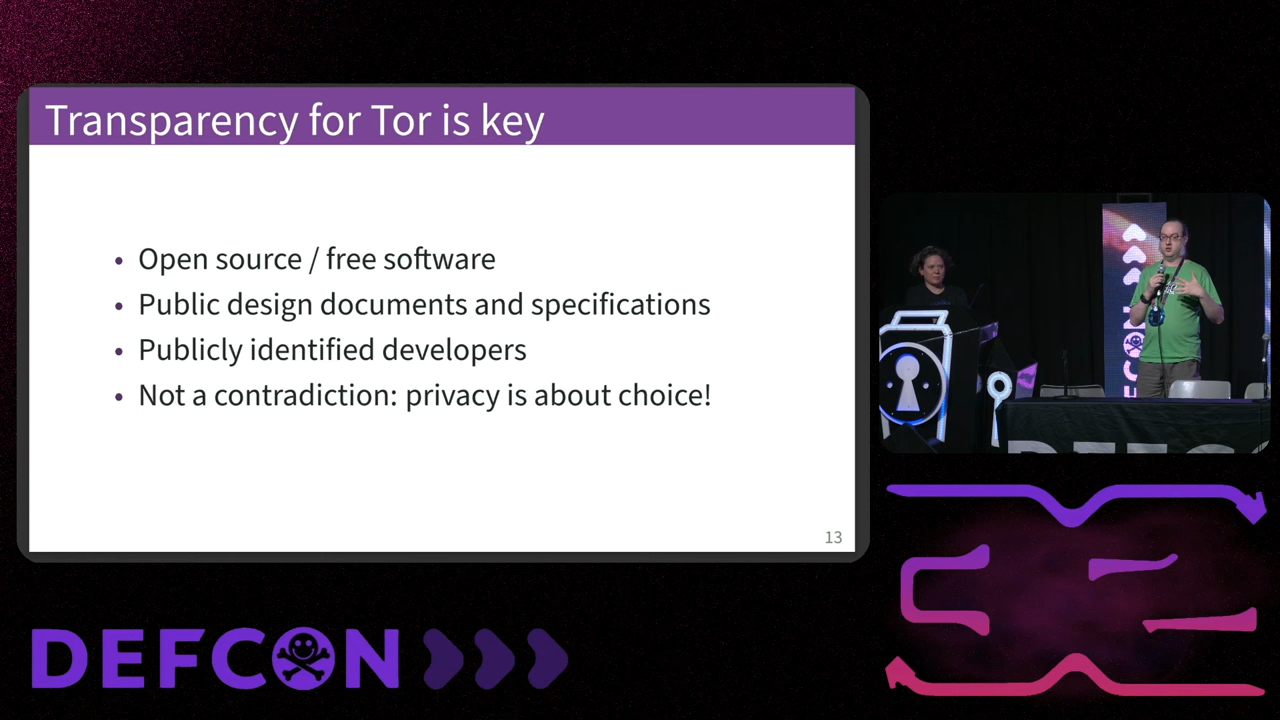 Transparency for Tor is key
• Open source / free software
• Public design documents and specifications
• Publicly identified developers
• Not a contradiction: privacy is about choice!
13
DEFCON